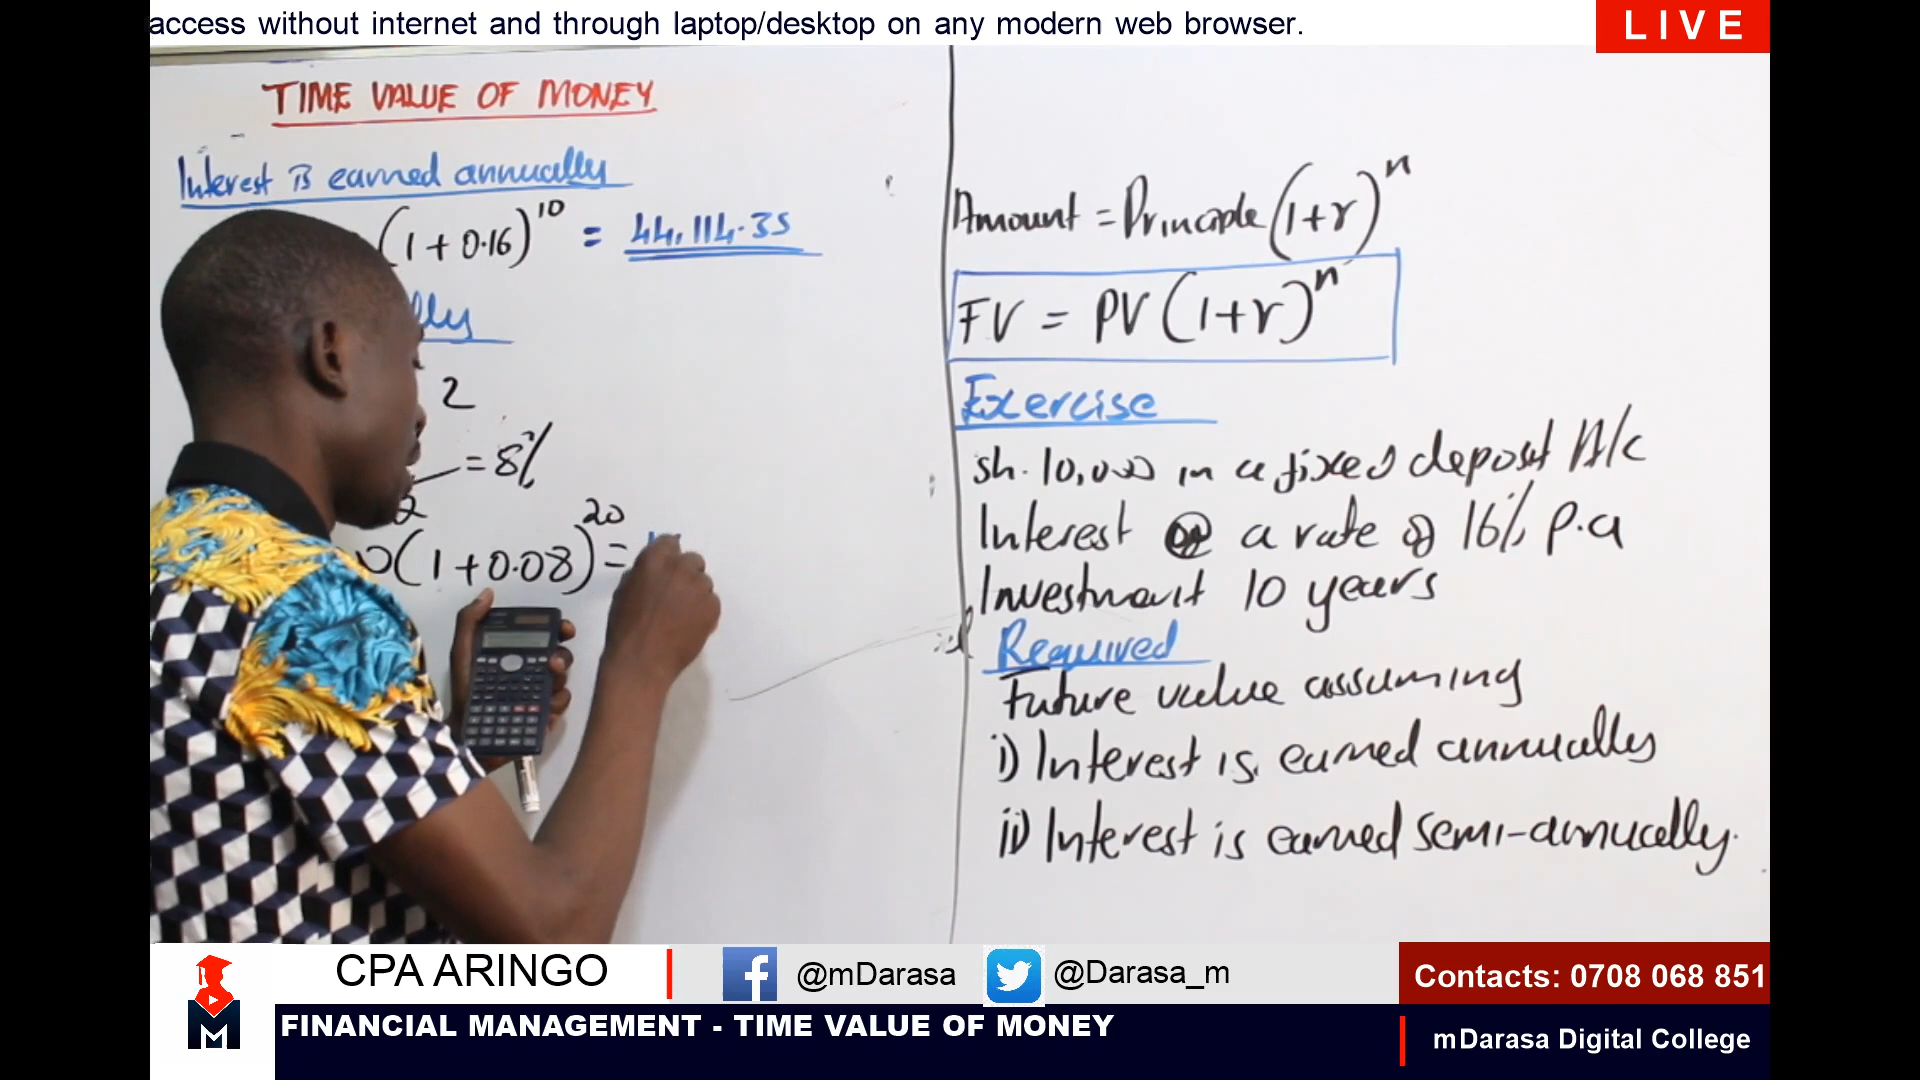 access without internet and through laptop/desktop on any modern web browser.
LIVE
TIME VALUE OF MONEY
Interest is earned annually
(1+0.16)^10 = 44,114.35
lly
2
= 8%
2
0(1+0.08)^20 =
Amount = Principle (1+r)^n
FV = PV(1+r)^n
Exercise
sh. 10,000 in a fixed deposit A/c
Interest @ a rate of 16% p.a
Investment 10 years
Required
Future value assuming
i) Interest is earned annually
ii) Interest is earned semi-annually.
CPA ARINGO
@mDarasa
@Darasa_m
Contacts: 0708 068 851
M
FINANCIAL MANAGEMENT - TIME VALUE OF MONEY
mDarasa Digital College